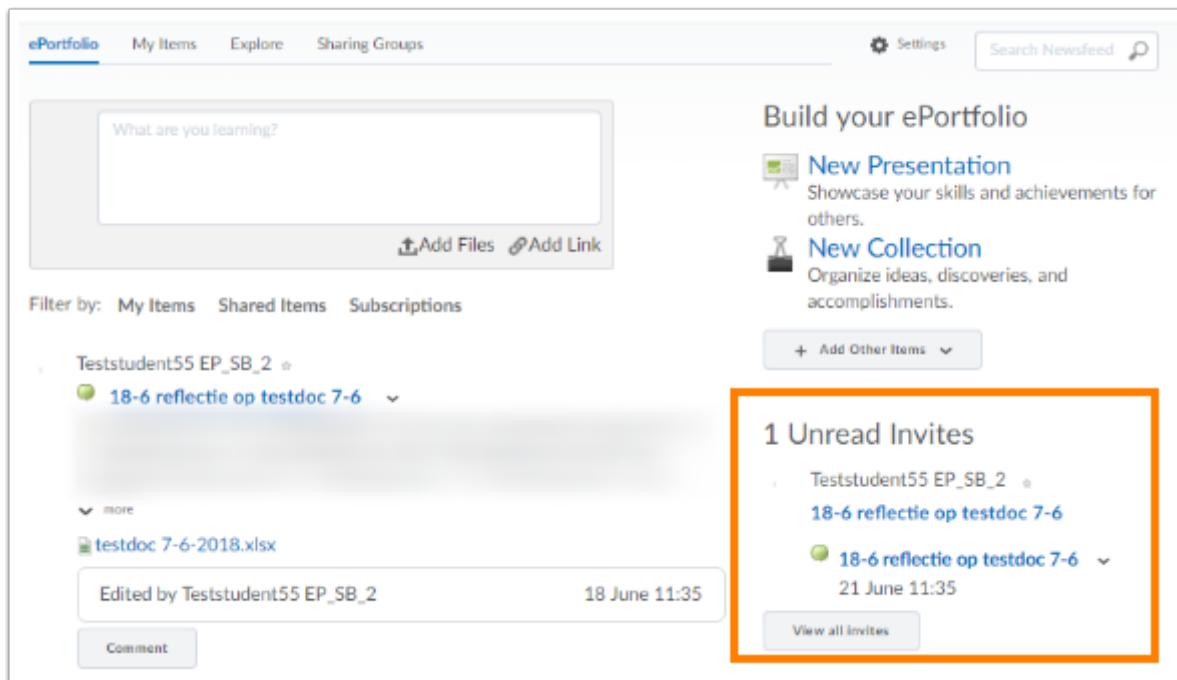 ePortfolio My Items Explore Sharing Groups Settings Search Newsfeed
What are you learning?
Add Files Add Link
Filter by: My Items Shared Items Subscriptions
Teststudent55 EP_SB_2
18-6 reflectie op testdoc 7-6
more
testdoc 7-6-2018.xlsx
Edited by Teststudent55 EP_SB_2 18 June 11:35
Comment
Build your ePortfolio
New Presentation
Showcase your skills and achievements for
others.
New Collection
Organize ideas, discoveries, and
accomplishments.
+ Add Other Items
1 Unread Invites
Teststudent55 EP_SB_2
18-6 reflectie op testdoc 7-6
18-6 reflectie op testdoc 7-6
21 June 11:35
View all invites